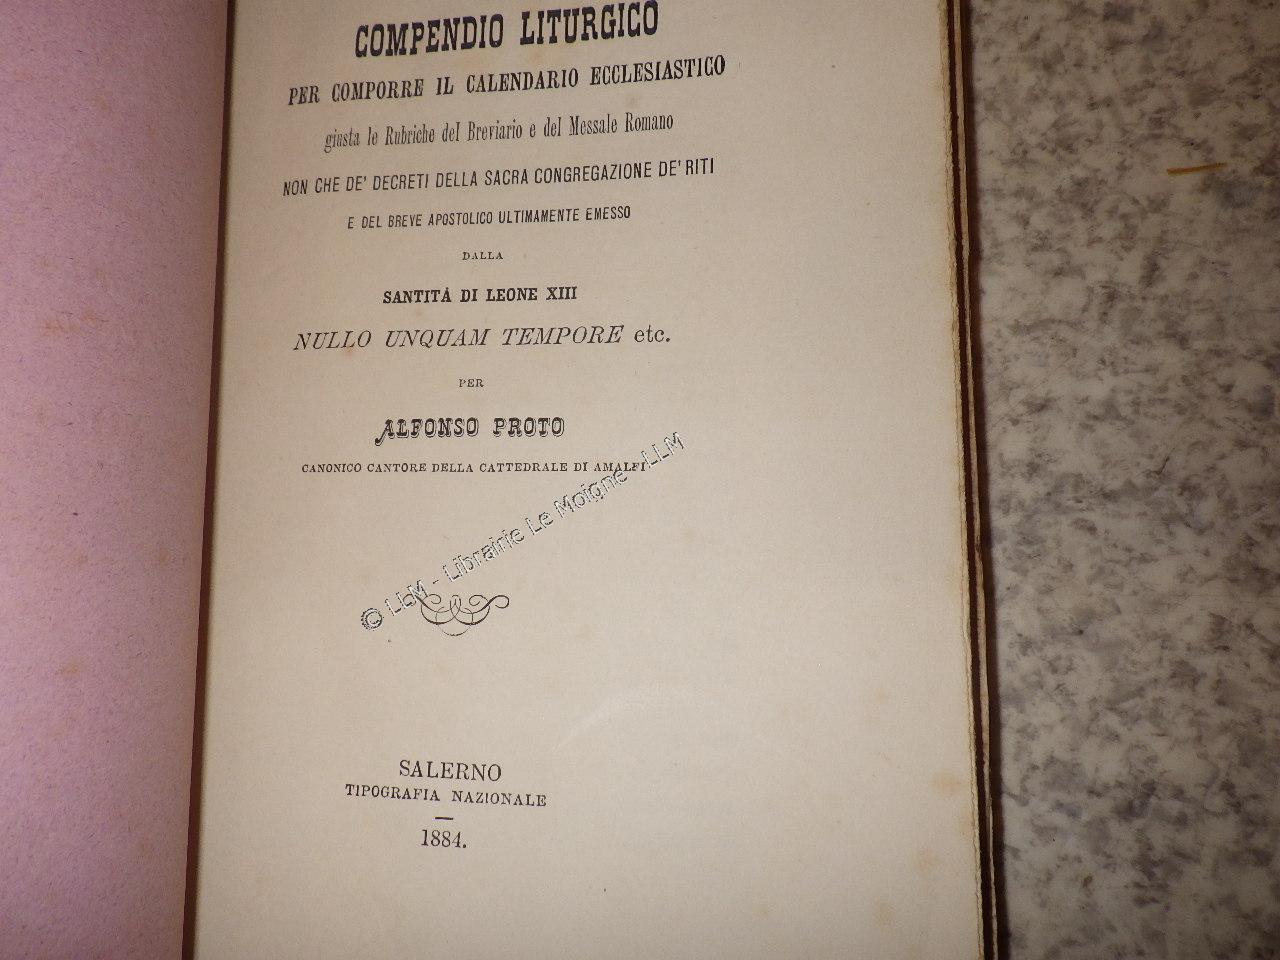 COMPENDIO LITURGICO
PER COMPORRE IL CALENDARIO ECCLESIASTICO
giusta le Rubriche del Breviario e del Messale Romano
NON CHE DE' DECRETI DELLA SACRA CONGREGAZIONE DE' RITI
E DEL BREVE APOSTOLICO ULTIMAMENTE EMESSO
DALLA
SANTITÀ DI LEONE XIII
NULLO UNQUAM TEMPORE etc.
PER
ALFONSO PROTO
CANONICO CANTORE DELLA CATTEDRALE DI AMALFI
© LLM - Librairie Le Moigne - LLM
SALERNO
TIPOGRAFIA NAZIONALE
1884.